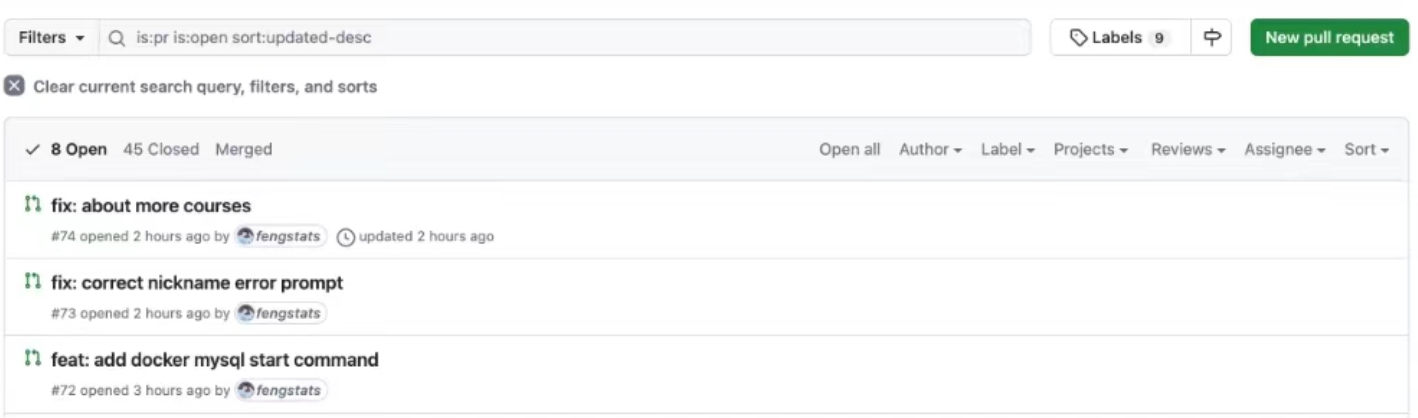 Filters is:pr is:open sort:updated-desc Labels 9 New pull request
Clear current search query, filters, and sorts
8 Open 45 Closed Merged Open all Author Label Projects Reviews Assignee Sort
fix: about more courses
#74 opened 2 hours ago by fengstats updated 2 hours ago
fix: correct nickname error prompt
#73 opened 2 hours ago by fengstats
feat: add docker mysql start command
#72 opened 3 hours ago by fengstats